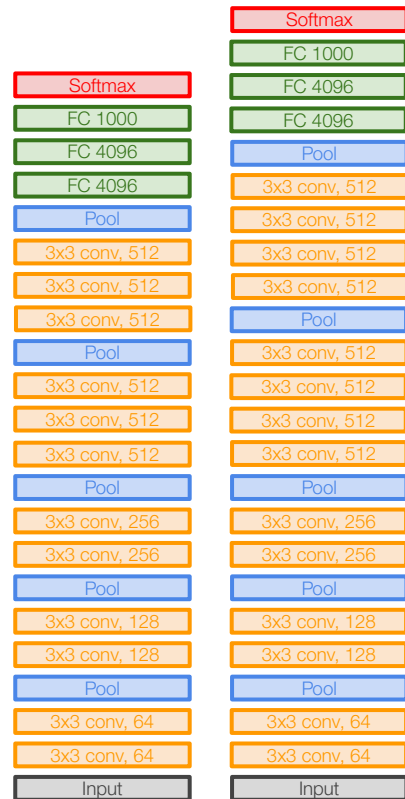 Softmax
FC 1000
FC 4096
FC 4096
Pool
3x3 conv, 512
3x3 conv, 512
3x3 conv, 512
Pool
3x3 conv, 512
3x3 conv, 512
3x3 conv, 512
Pool
3x3 conv, 256
3x3 conv, 256
Pool
3x3 conv, 128
3x3 conv, 128
Pool
3x3 conv, 64
3x3 conv, 64
Input
Softmax
FC 1000
FC 4096
FC 4096
Pool
3x3 conv, 512
3x3 conv, 512
3x3 conv, 512
3x3 conv, 512
Pool
3x3 conv, 512
3x3 conv, 512
3x3 conv, 512
3x3 conv, 512
Pool
3x3 conv, 256
3x3 conv, 256
Pool
3x3 conv, 128
3x3 conv, 128
Pool
3x3 conv, 64
3x3 conv, 64
Input